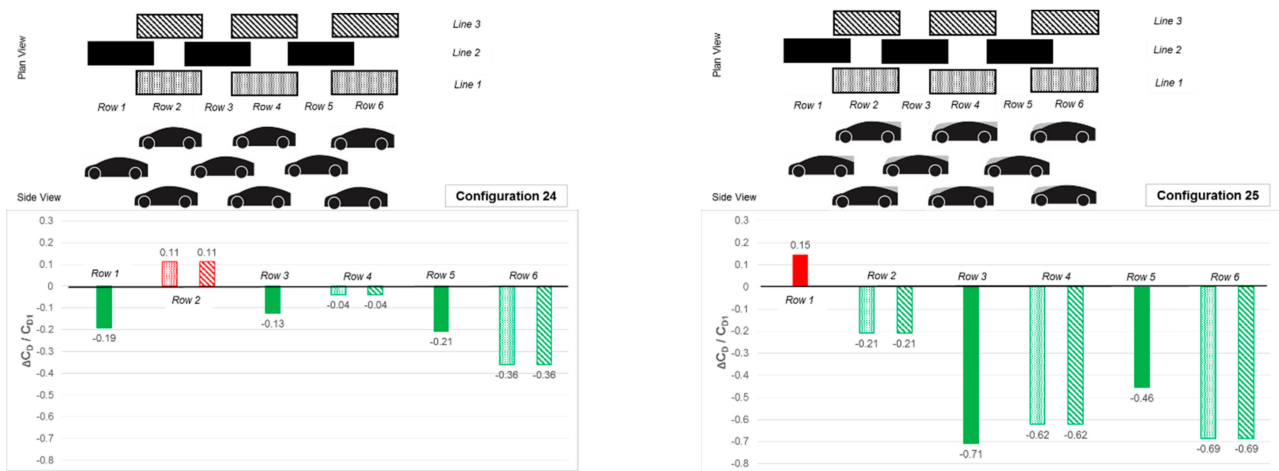 Plan View
Line 3
Line 2
Line 1
Row 1 Row 2 Row 3 Row 4 Row 5 Row 6
Side View
Configuration 24
ΔC_D / C_D1
0.3
0.2
0.1
0
-0.1
-0.2
-0.3
-0.4
-0.5
-0.6
-0.7
-0.8
0.11 0.11
Row 1 Row 3 Row 4 Row 5 Row 6
Row 2
-0.04 -0.04
-0.13
-0.19
-0.21
-0.36 -0.36
Plan View
Line 3
Line 2
Line 1
Row 1 Row 2 Row 3 Row 4 Row 5 Row 6
Side View
Configuration 25
ΔC_D / C_D1
0.3
0.2
0.1
0
-0.1
-0.2
-0.3
-0.4
-0.5
-0.6
-0.7
-0.8
0.15
Row 2 Row 3 Row 4 Row 5 Row 6
Row 1
-0.21 -0.21
-0.46
-0.62 -0.62
-0.69 -0.69
-0.71